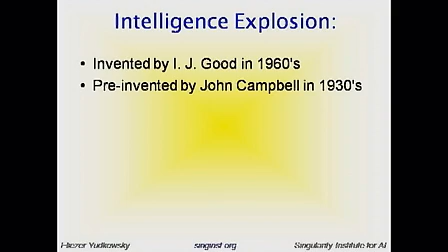 Intelligence Explosion:
• Invented by I. J. Good in 1960's
• Pre-invented by John Campbell in 1930's
Eliezer Yudkowsky singinst.org Singularity Institute for AI